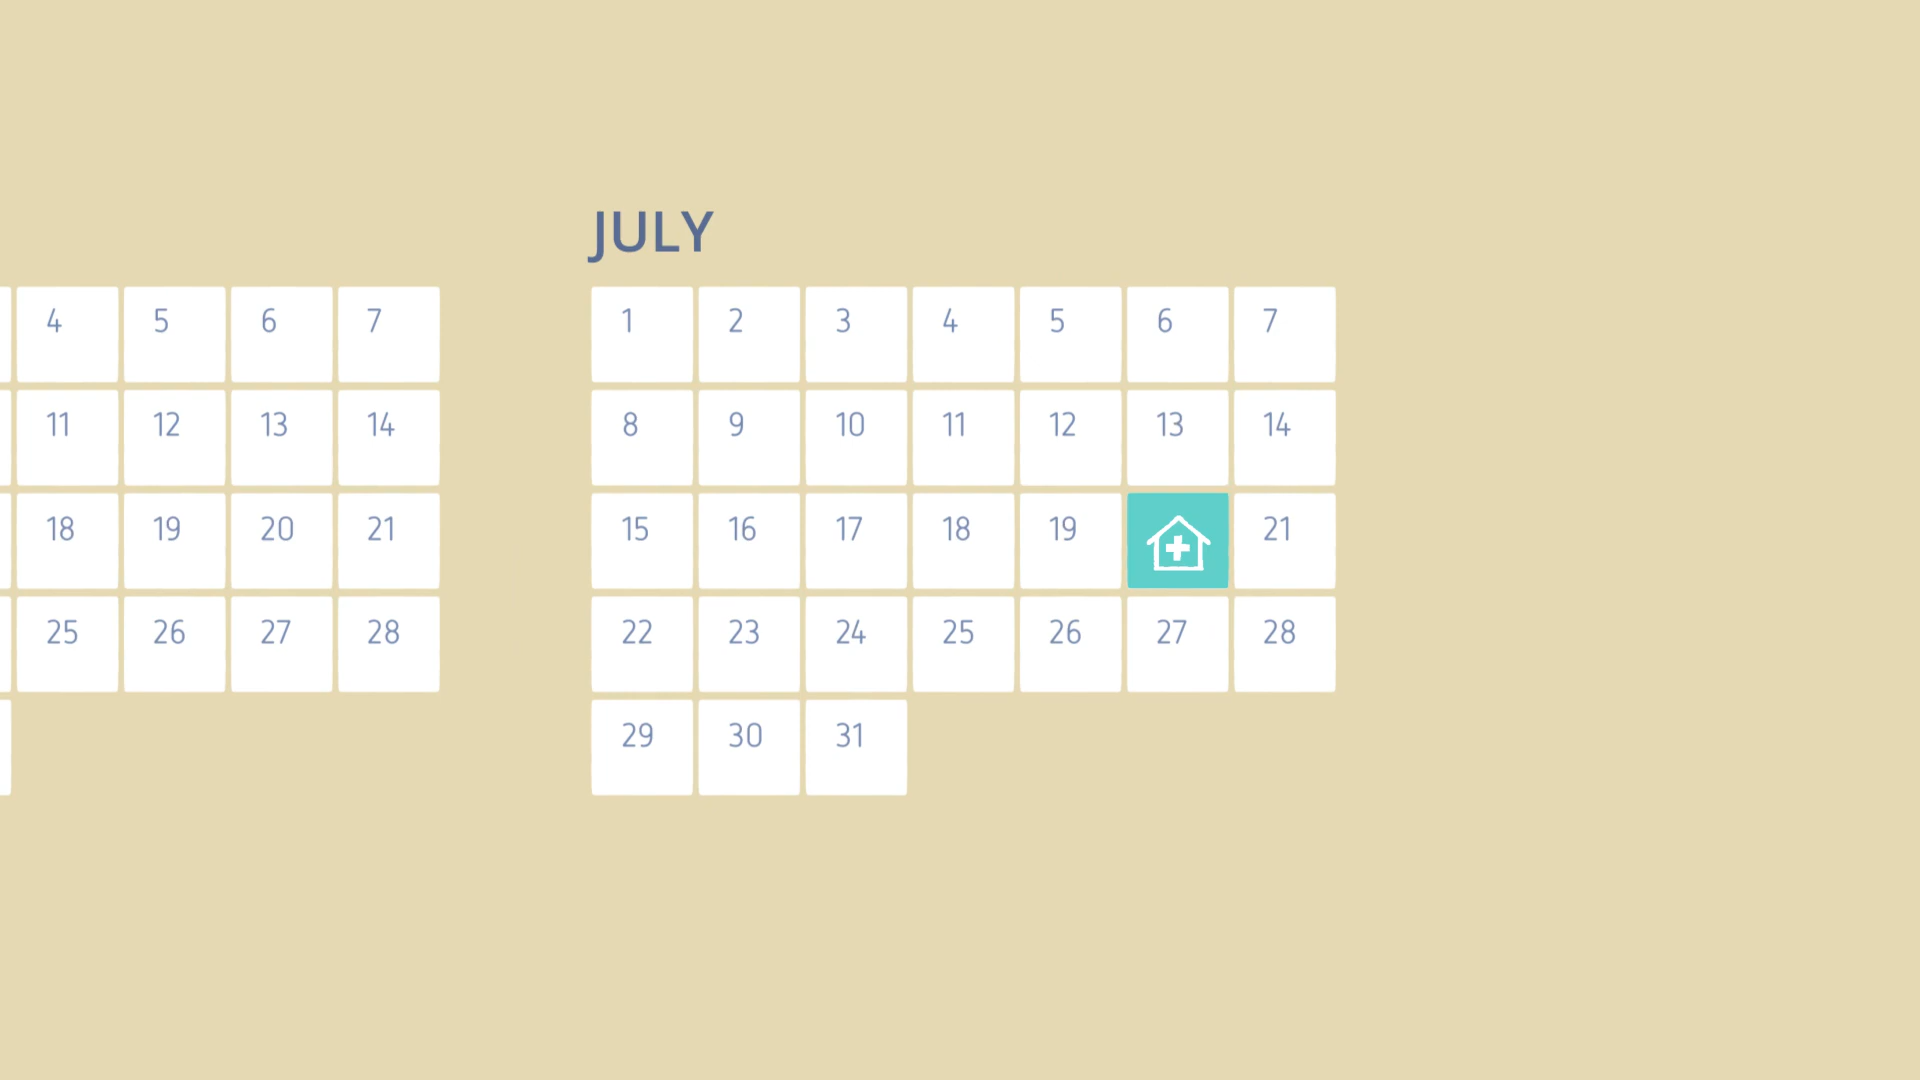 JULY
4 5 6 7
11 12 13 14
18 19 20 21
25 26 27 28
1 2 3 4 5 6 7
8 9 10 11 12 13 14
15 16 17 18 19 21
22 23 24 25 26 27 28
29 30 31